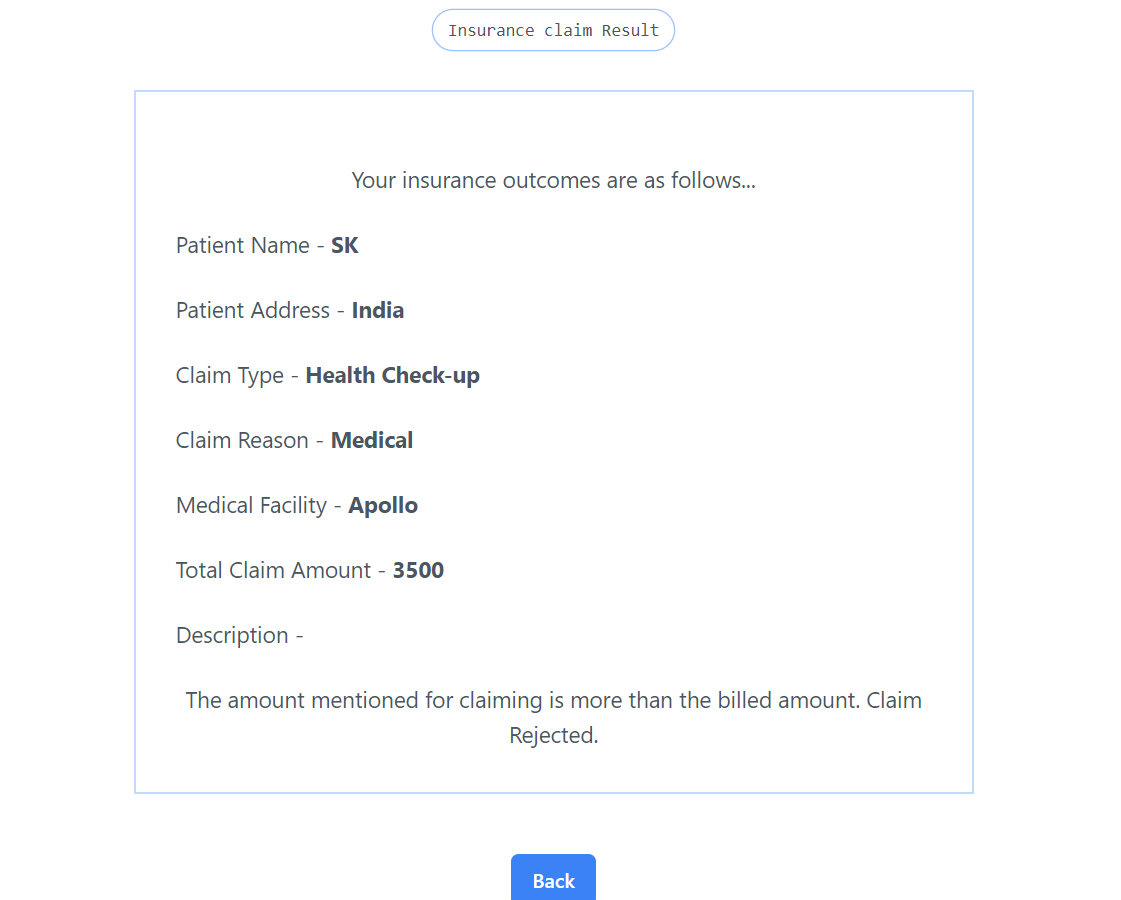 Insurance claim Result
Your insurance outcomes are as follows...
Patient Name - SK
Patient Address - India
Claim Type - Health Check-up
Claim Reason - Medical
Medical Facility - Apollo
Total Claim Amount - 3500
Description -
The amount mentioned for claiming is more than the billed amount. Claim
Rejected.
Back